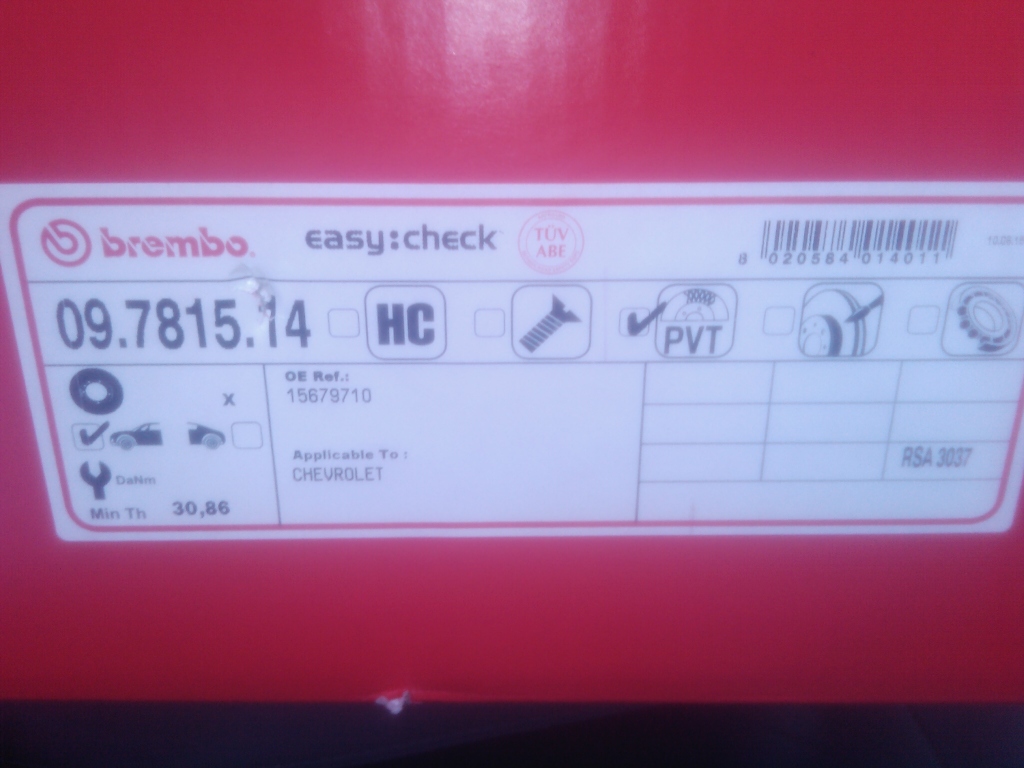 brembo. easy:check TÜV ABE
8 020584 014011
09.7815.14 HC PVT
OE Ref.:
x 15679710
DaNm
Applicable To :
CHEVROLET
RSA 3037
Min Th 30,86